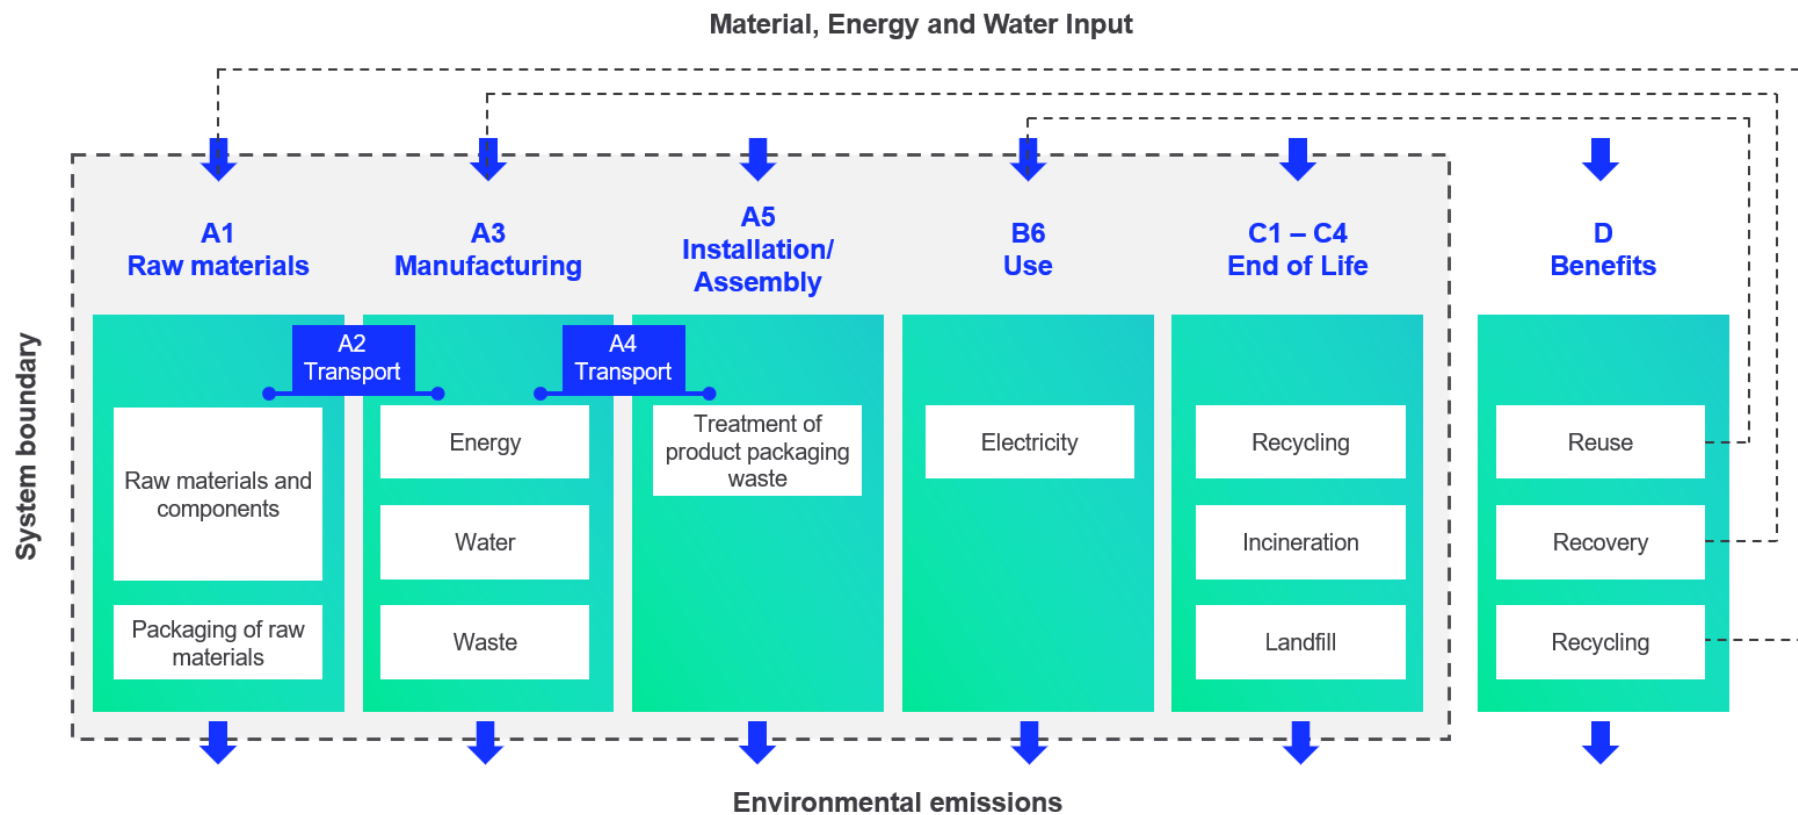 Material, Energy and Water Input
System boundary
A1
Raw materials
A2
Transport
Raw materials and
components
Packaging of raw
materials
A3
Manufacturing
Energy
Water
Waste
A4
Transport
A5
Installation/
Assembly
Treatment of
product packaging
waste
B6
Use
Electricity
C1 – C4
End of Life
Recycling
Incineration
Landfill
D
Benefits
Reuse
Recovery
Recycling
Environmental emissions